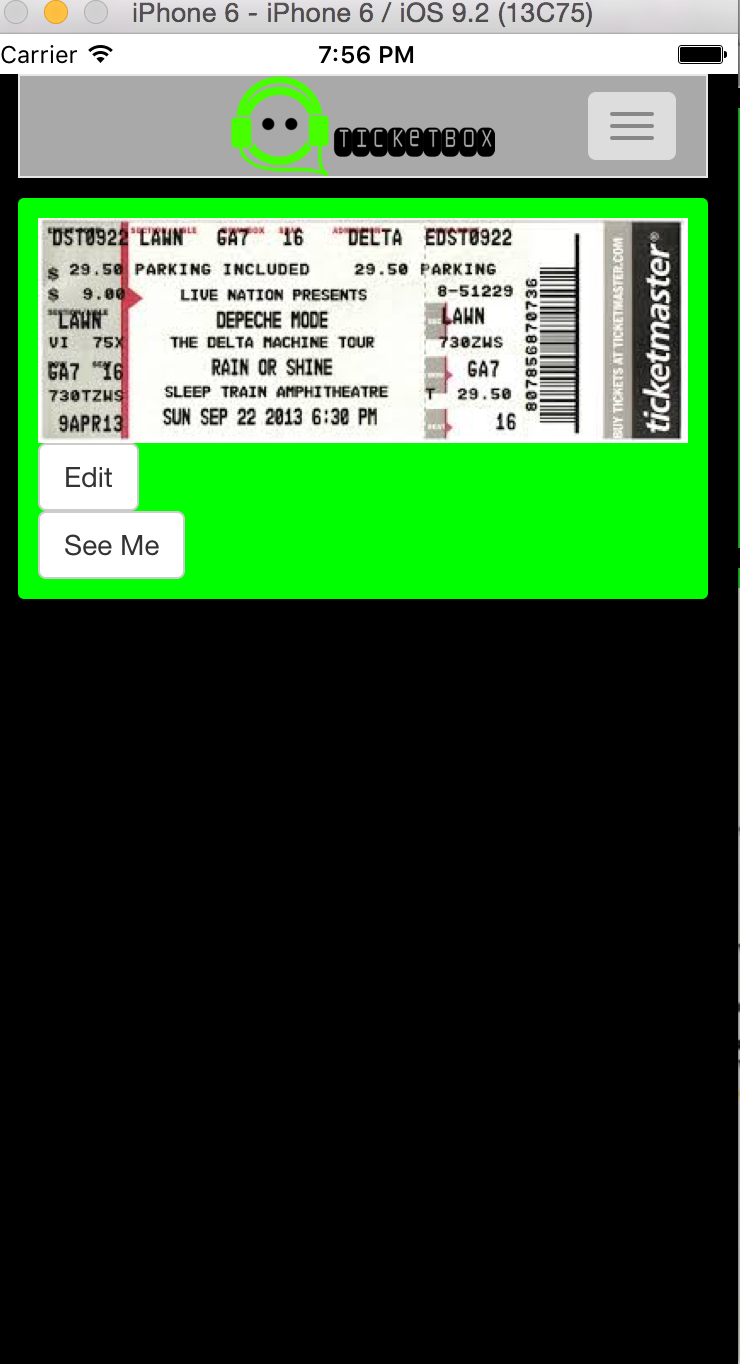 iPhone 6 - iPhone 6 / iOS 9.2 (13C75)
Carrier 7:56 PM
TICKETBOX
DST0922 LAWN GA7 16 DELTA EDST0922
$ 29.50 PARKING INCLUDED 29.50 PARKING
$ 9.00 LIVE NATION PRESENTS 8-51229
LAWN DEPECHE MODE LAWN
VI 75X THE DELTA MACHINE TOUR 730ZWS
GA7 16 RAIN OR SHINE GA7
730TZWS SLEEP TRAIN AMPHITHEATRE T 29.50
9APR13 SUN SEP 22 2013 6:30 PM 16
8078568870736
BUY TICKETS AT TICKETMASTER.COM
ticketmaster®
Edit
See Me